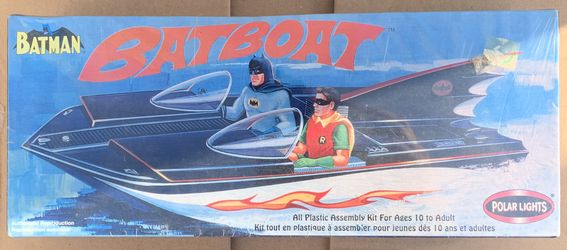 BATMAN
BATBOAT
TM
R
POLAR LIGHTS
All Plastic Assembly Kit For Ages 10 to Adult
Kit tout en plastique à assembler pour jeunes dès 10 ans et adultes